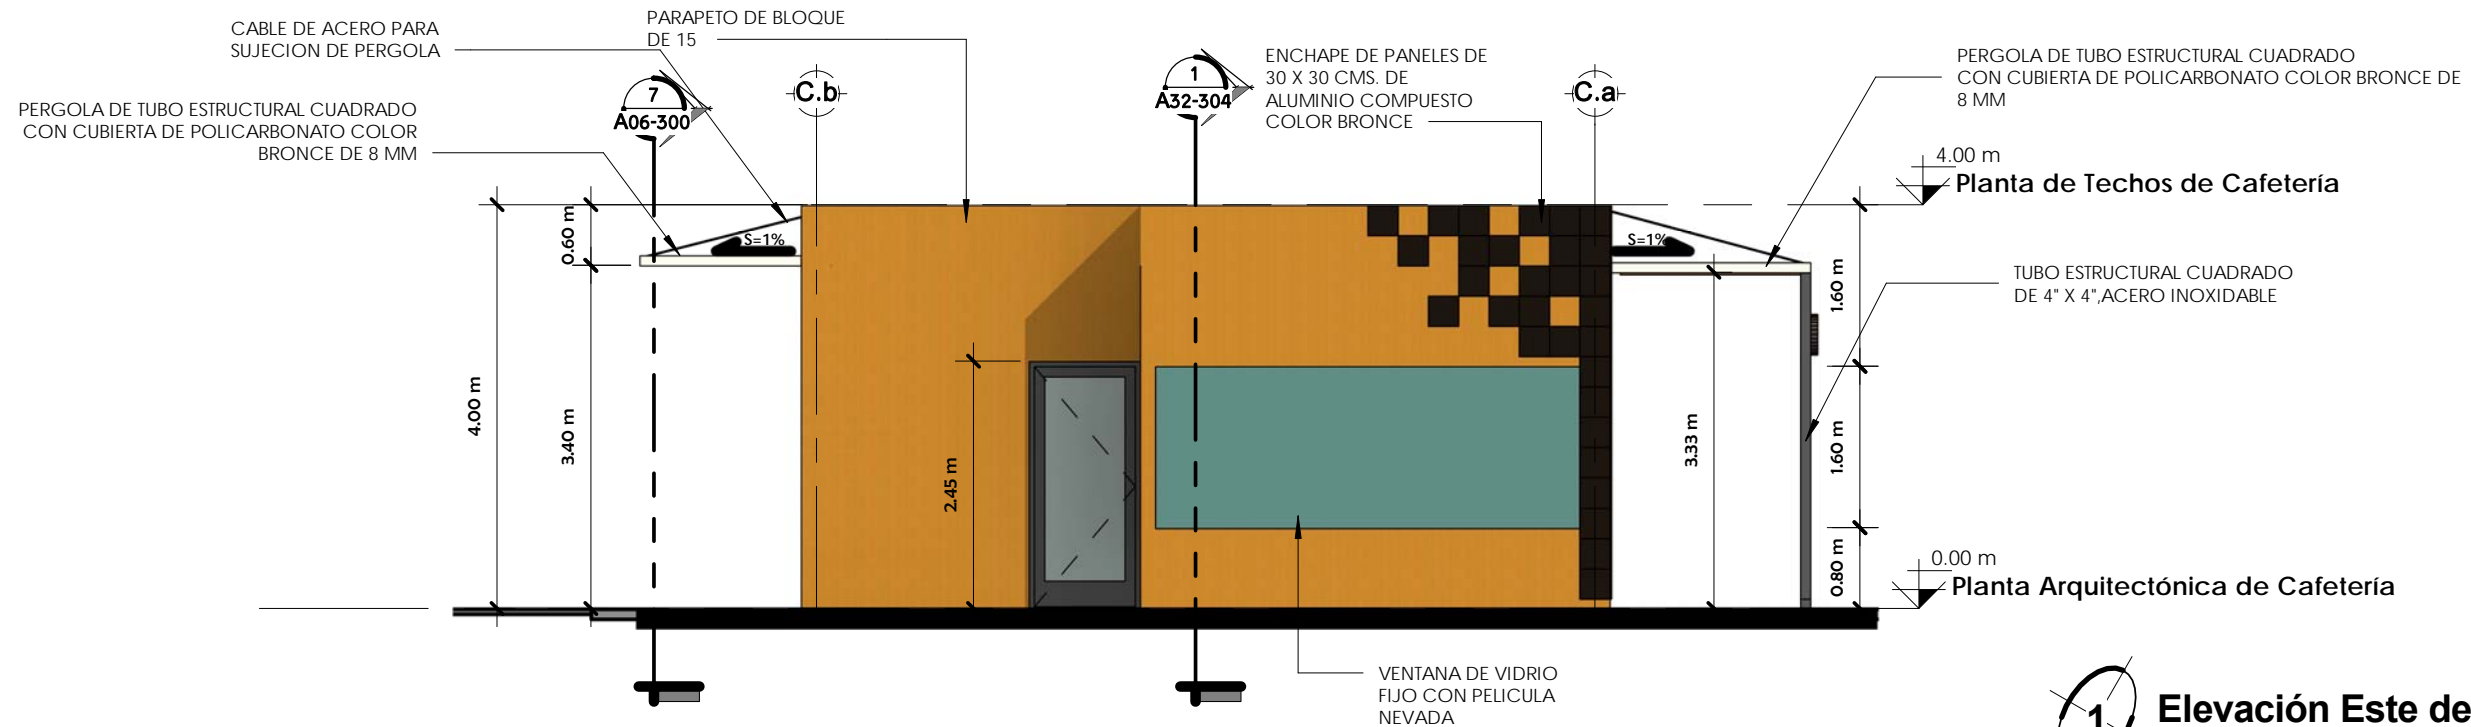 CABLE DE ACERO PARA
SUJECION DE PERGOLA
PARAPETO DE BLOQUE
DE 15
PERGOLA DE TUBO ESTRUCTURAL CUADRADO
CON CUBIERTA DE POLICARBONATO COLOR
BRONCE DE 8 MM
7
A06-300
C.b
1
A32-304
ENCHAPE DE PANELES DE
30 X 30 CMS. DE
ALUMINIO COMPUESTO
COLOR BRONCE
C.a
PERGOLA DE TUBO ESTRUCTURAL CUADRADO
CON CUBIERTA DE POLICARBONATO COLOR BRONCE DE
8 MM
4.00 m
Planta de Techos de Cafetería
0.60 m
S=1%
S=1%
1.60 m
TUBO ESTRUCTURAL CUADRADO
DE 4" X 4",ACERO INOXIDABLE
4.00 m
3.40 m
2.45 m
3.33 m
1.60 m
0.80 m
0.00 m
Planta Arquitectónica de Cafetería
VENTANA DE VIDRIO
FIJO CON PELICULA
NEVADA
1
Elevación Este de